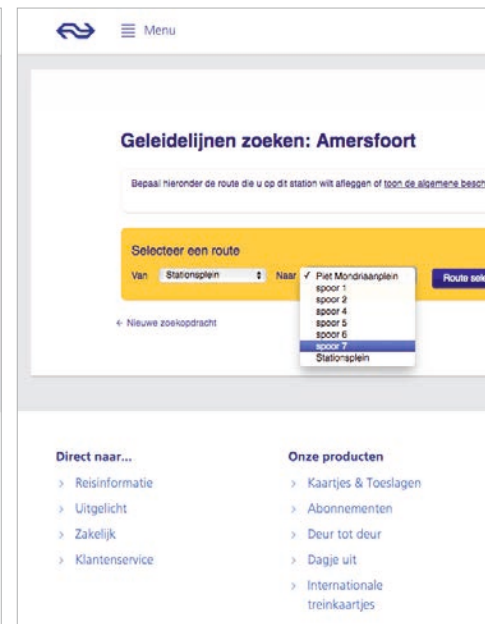 Menu
Geleidelijnen zoeken: Amersfoort
Bepaal hieronder de route die u op dit station wilt afleggen of toon de algemene besch
Selecteer een route
Van Stationsplein Naar ✓ Piet Mondriaanplein Route sele
spoor 1
spoor 2
spoor 4
spoor 5
spoor 6
spoor 7
Stationsplein
← Nieuwe zoekopdracht
Direct naar...
> Reisinformatie
> Uitgelicht
> Zakelijk
> Klantenservice
Onze producten
> Kaartjes & Toeslagen
> Abonnementen
> Deur tot deur
> Dagje uit
> Internationale
treinkaartjes